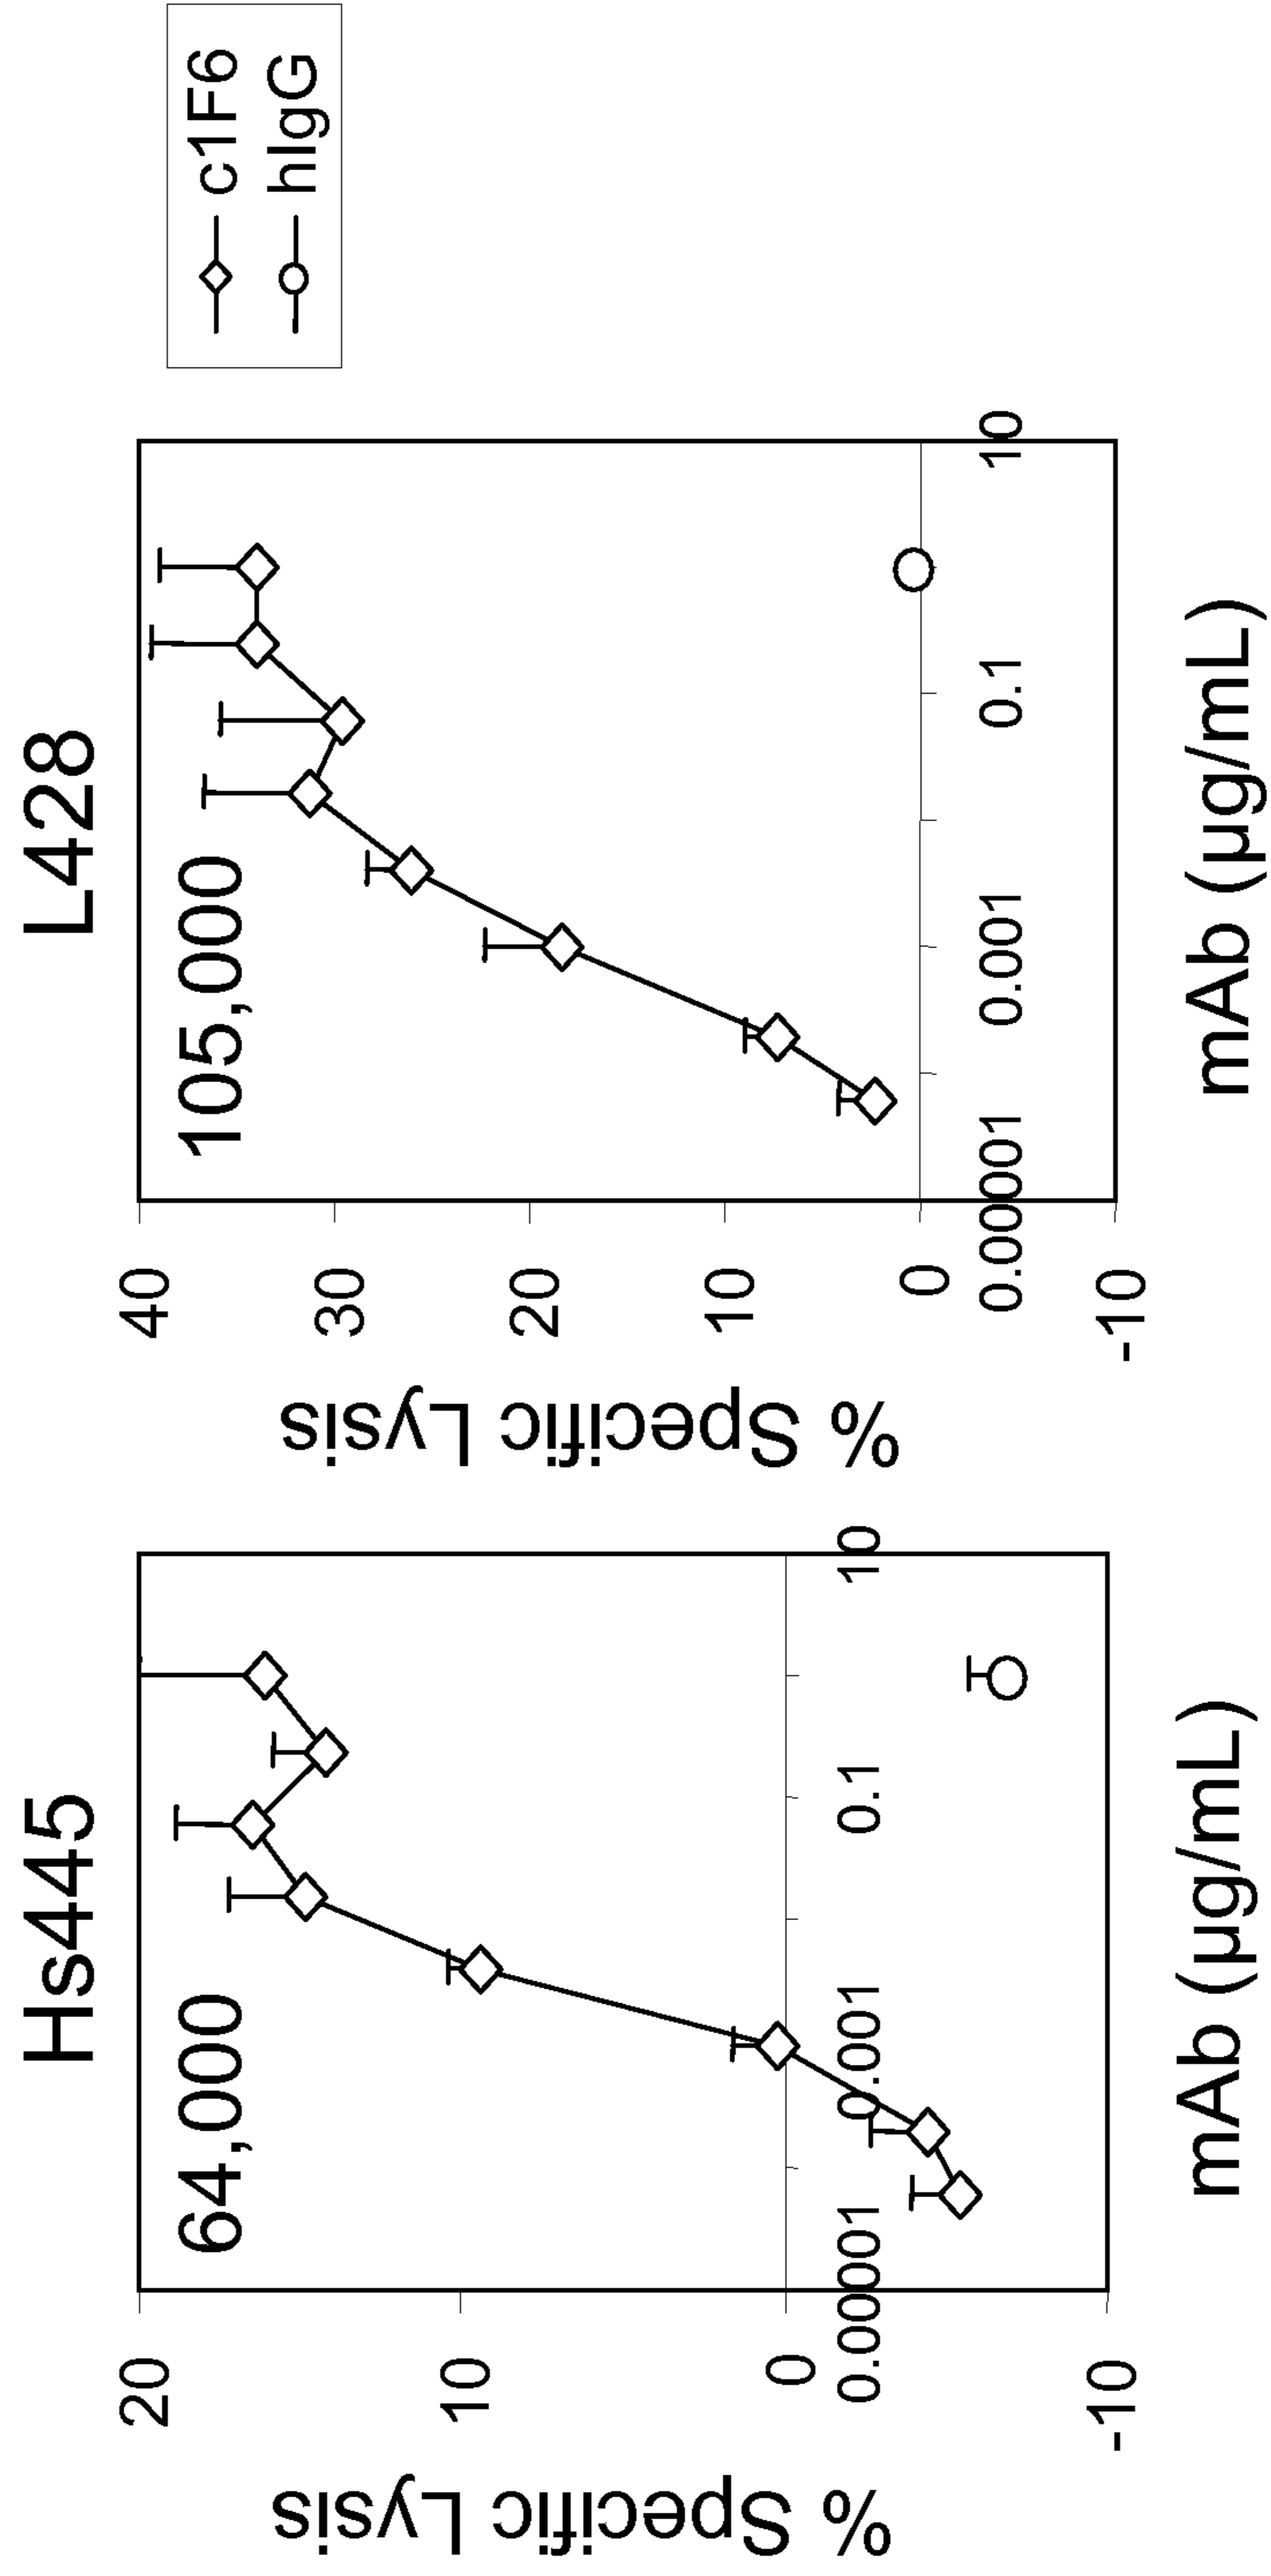 Hs445
64,000
20
10
0
-10
% Specific Lysis
0.00001
0.001
0.1
10
mAb (µg/mL)
L428
105,000
40
30
20
10
0
-10
% Specific Lysis
0.00001
0.001
0.1
10
mAb (µg/mL)
c1F6
hIgG